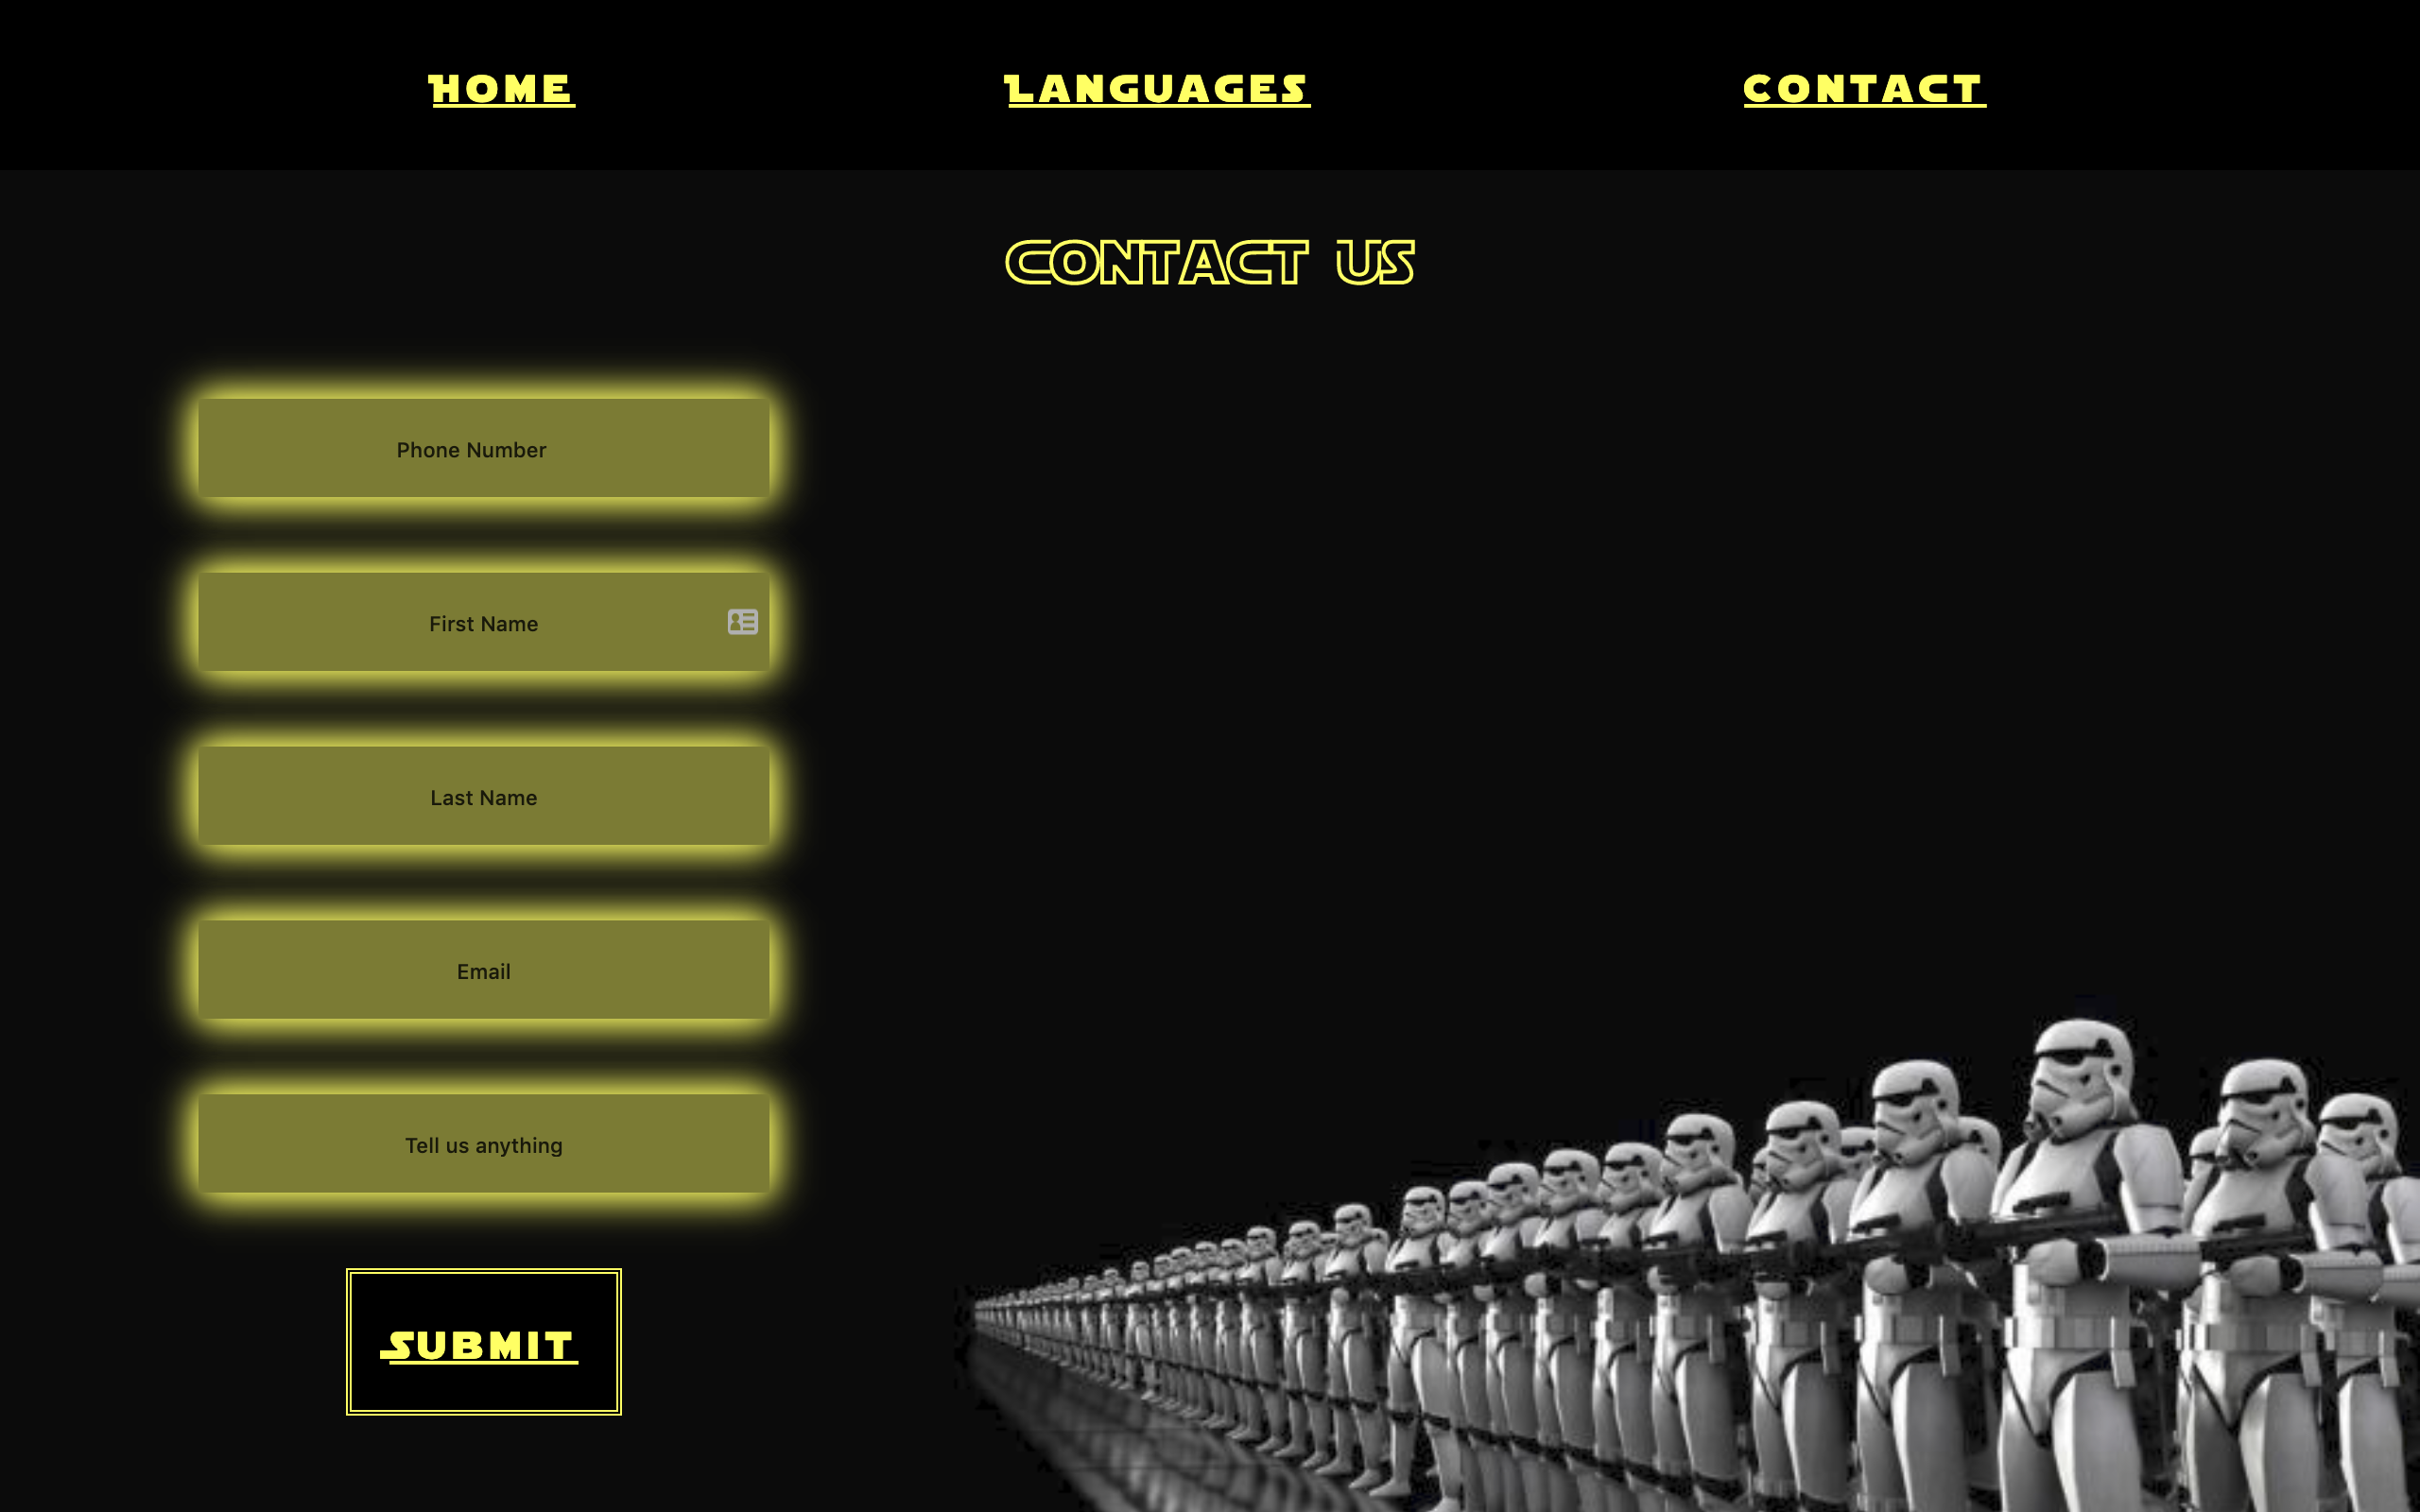 HOME LANGUAGES CONTACT
CONTACT US
Phone Number
First Name
Last Name
Email
Tell us anything
SUBMIT